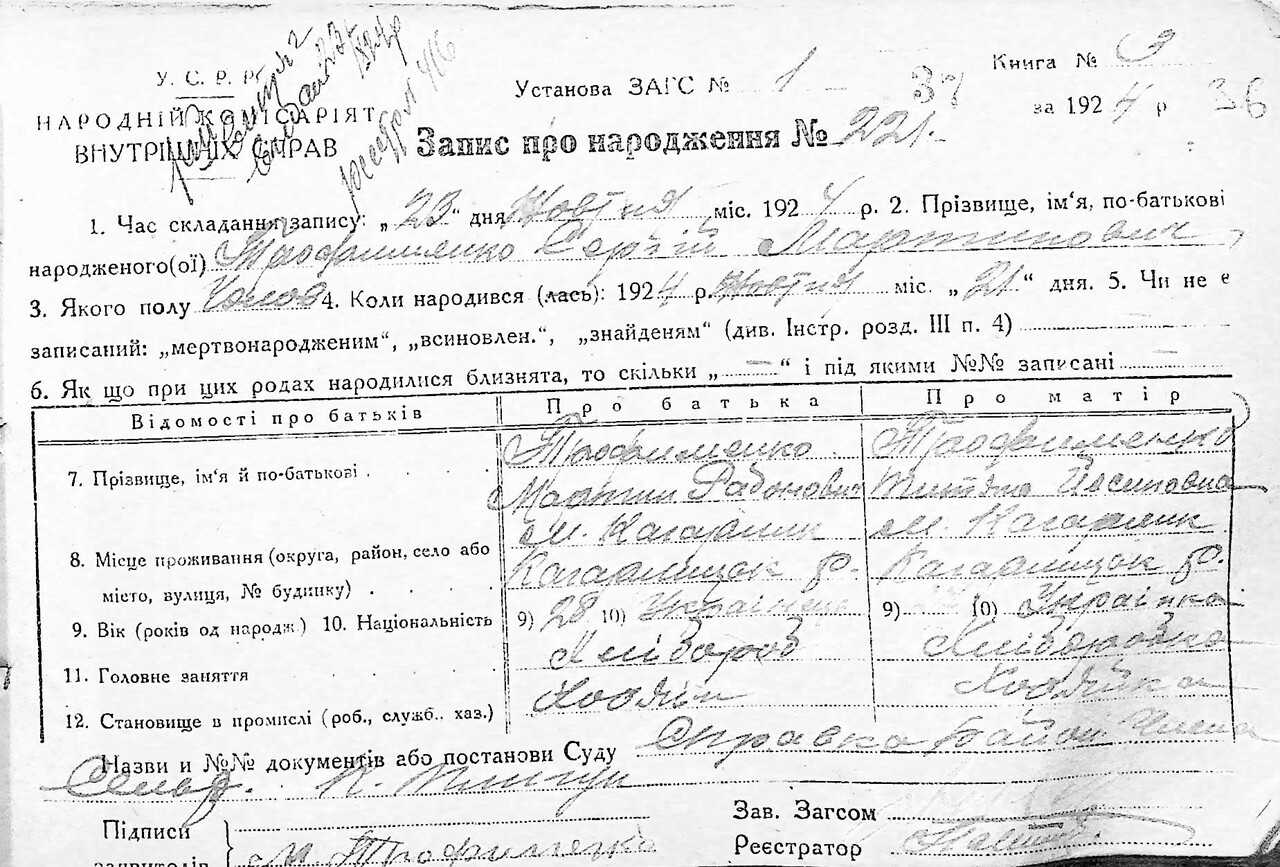 У. С. Р. Р.
НАРОДНІЙ КОМІСАРІЯТ
ВНУТРІШНІХ СПРАВ
Установа ЗАГС № 1 37
Книга № 3
за 1924 р 36
Запис про народження № 221.
1. Час складання запису: „23“ дня Жовтня міс. 1924 р. 2. Прізвище, ім‘я, по-батькові
народженого(ої) Трофименко Сергій Мартинович
3. Якого полу Чолов 4. Коли народився (лась): 1924 р. Жовтня міс. „21“ дня. 5. Чи не є
записаний: „мертвонародженим“, „всиновлен.“, „знайденям“ (див. Інстр. розд. III п. 4)
6. Як що при цих родах народилися близнята, то скільки „—“ і під якими №№ записані
Відомості про батьків Про батька Про матір
7. Прізвище, ім‘я й по-батькові . Трофименко Мартин Трофименко Титяна Йосиповна
8. Місце проживання (округа, район, село або місто, вулиця, № будинку) . м. Кагарлик Кагарлицьк р. м. Кагарлик Кагарлицьк р.
9. Вік (років од народж.) 10. Національність 9) 28 10) Українець 9) 10) Українка
11. Головне заняття Хлібороб Хліборобка
12. Становище в промислі (роб., служб., хаз.) Хозяїн Хозяйка
Назви и №№ документів або постанови Суду Справка
Підписи
заявителів М Трофименко
Зав. Загсом
Реєстратор